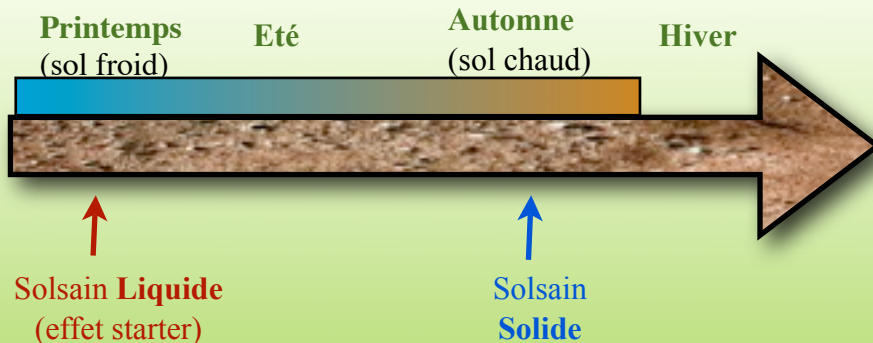 Printemps
(sol froid)
Eté
Automne
(sol chaud)
Hiver
Solsain Liquide
(effet starter)
Solsain
Solide